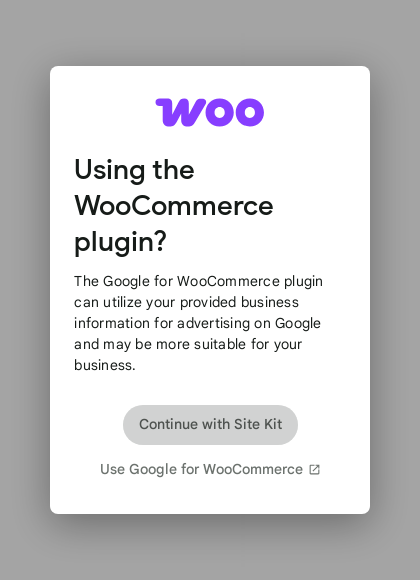 woo
Using the
WooCommerce
plugin?
The Google for WooCommerce plugin
can utilize your provided business
information for advertising on Google
and may be more suitable for your
business.
Continue with Site Kit
Use Google for WooCommerce